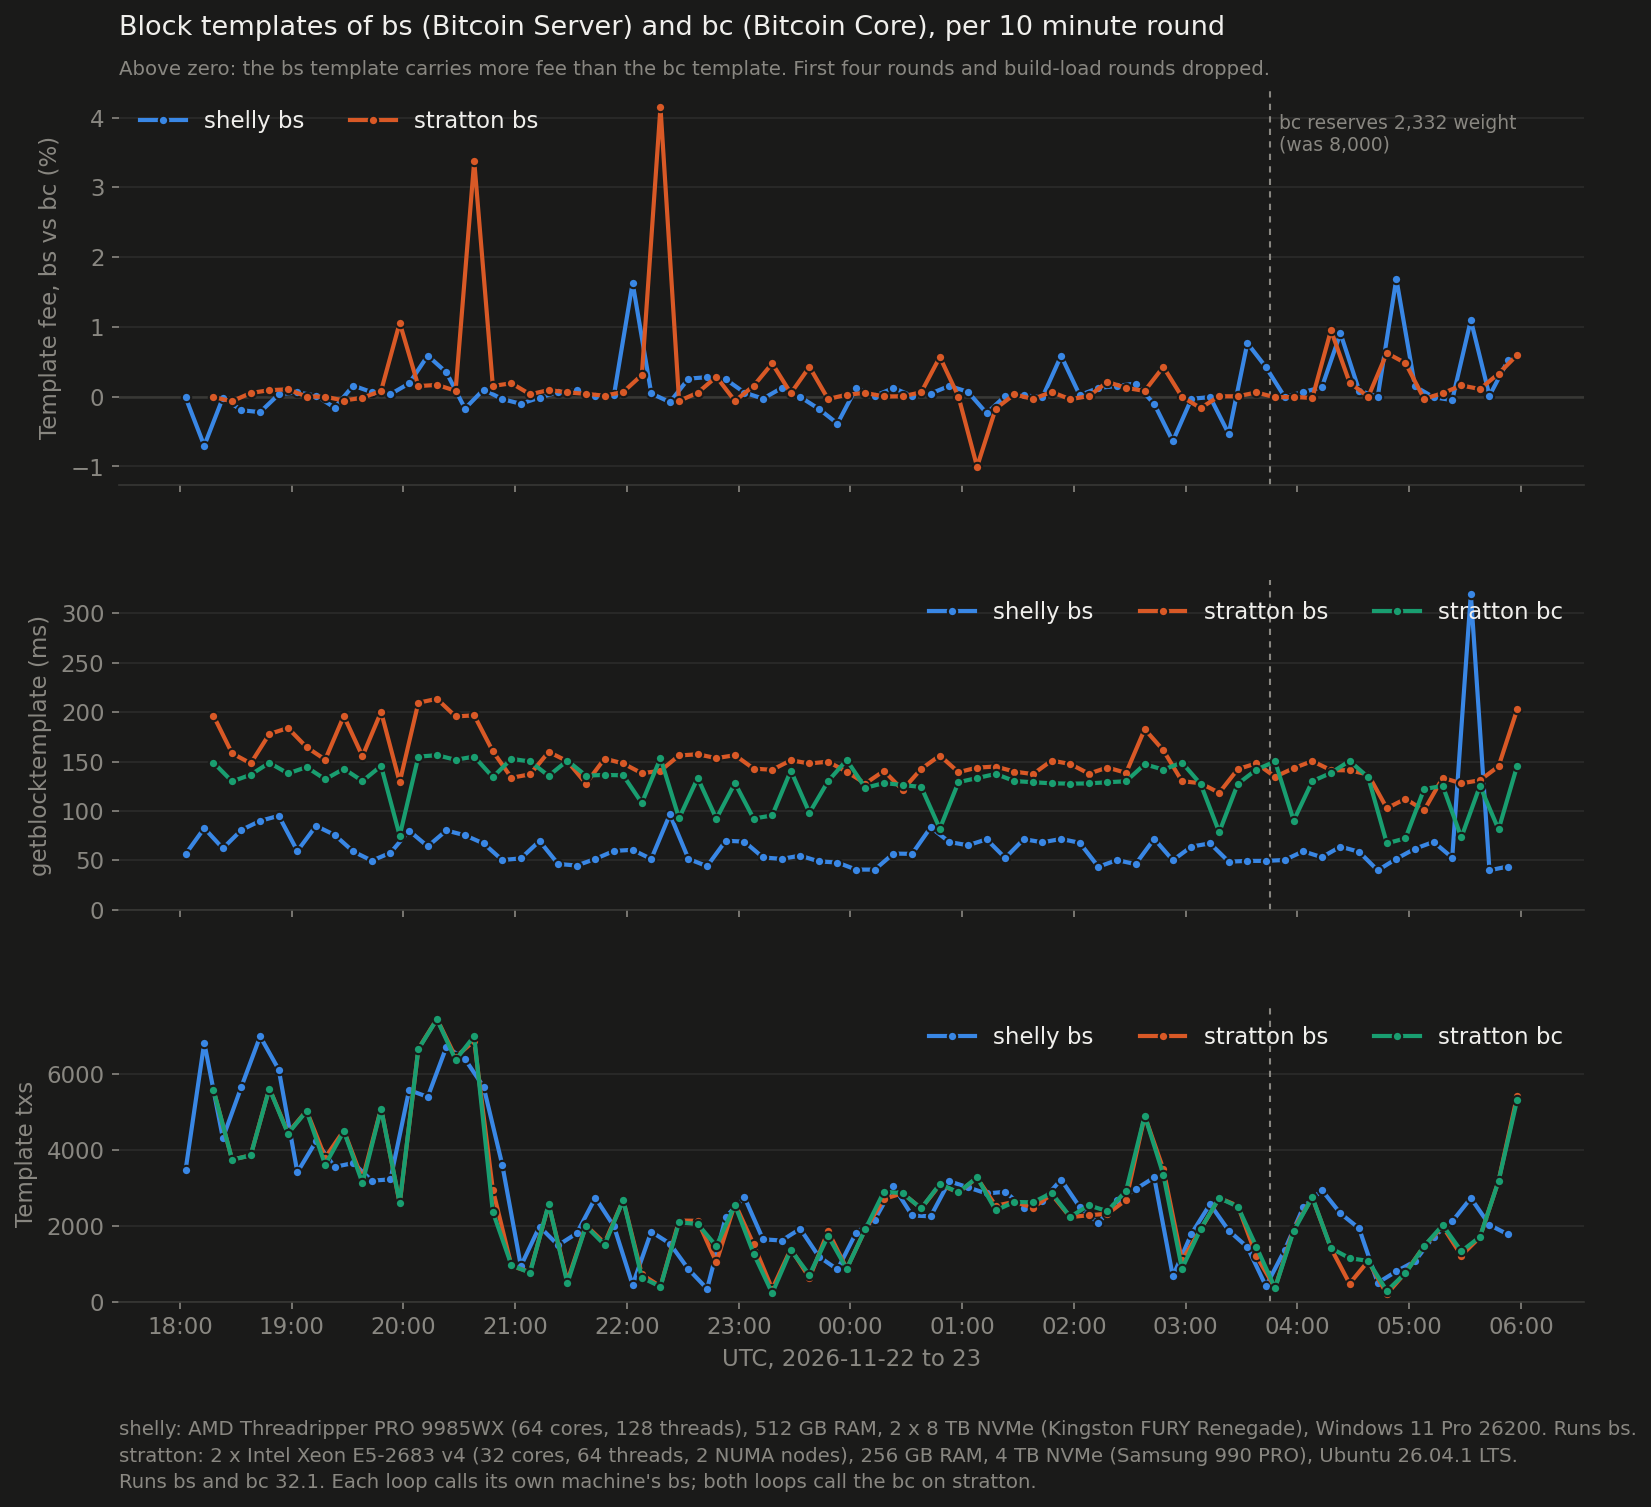 Block templates of bs (Bitcoin Server) and bc (Bitcoin Core), per 10 minute round
Above zero: the bs template carries more fee than the bc template. First four rounds and build-load rounds dropped.
shelly bs
stratton bs
bc reserves 2,332 weight
(was 8,000)
Template fee, bs vs bc (%)
4
3
2
1
0
−1
shelly bs
stratton bs
stratton bc
getblocktemplate (ms)
300
250
200
150
100
50
0
shelly bs
stratton bs
stratton bc
Template txs
6000
4000
2000
0
18:00
19:00
20:00
21:00
22:00
23:00
00:00
01:00
02:00
03:00
04:00
05:00
06:00
UTC, 2026-11-22 to 23
shelly: AMD Threadripper PRO 9985WX (64 cores, 128 threads), 512 GB RAM, 2 x 8 TB NVMe (Kingston FURY Renegade), Windows 11 Pro 26200. Runs bs.
stratton: 2 x Intel Xeon E5-2683 v4 (32 cores, 64 threads, 2 NUMA nodes), 256 GB RAM, 4 TB NVMe (Samsung 990 PRO), Ubuntu 26.04.1 LTS.
Runs bs and bc 32.1. Each loop calls its own machine's bs; both loops call the bc on stratton.